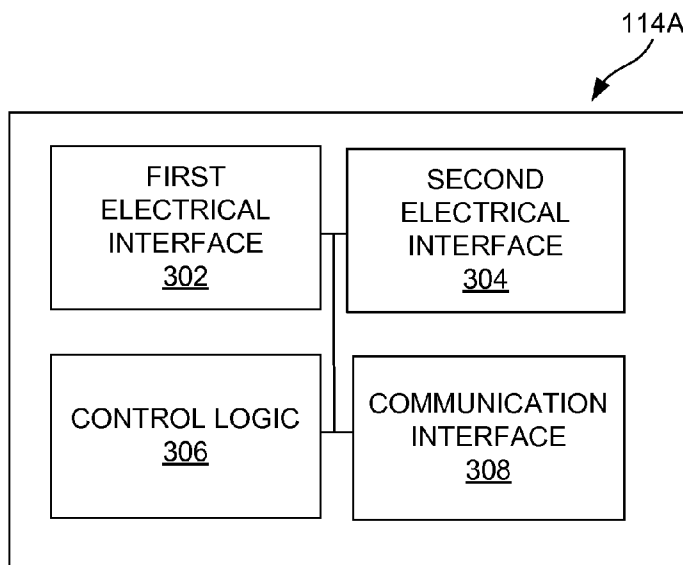 114A
FIRST
ELECTRICAL
INTERFACE
302
SECOND
ELECTRICAL
INTERFACE
304
CONTROL LOGIC
306
COMMUNICATION
INTERFACE
308